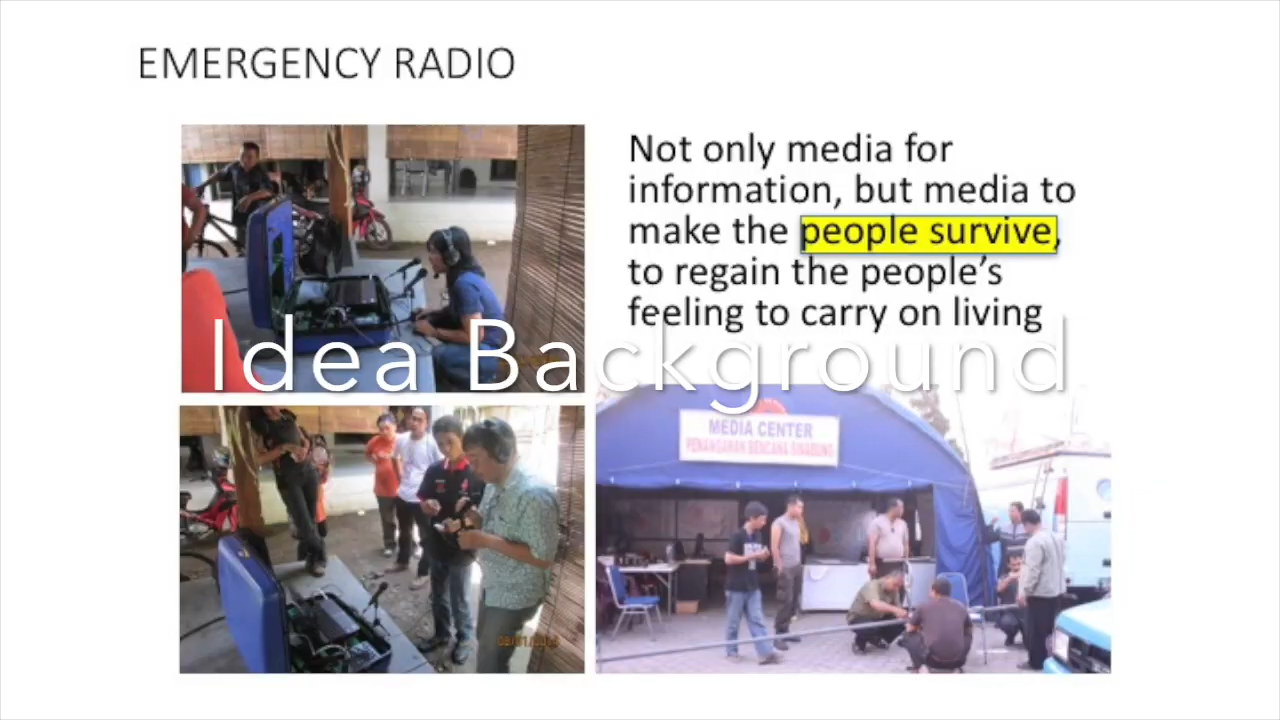 EMERGENCY RADIO
Not only media for
information, but media to
make the people survive,
to regain the people's
feeling to carry on living
Idea Background
MEDIA CENTER
PENANGANAN BENCANA SINABUNG